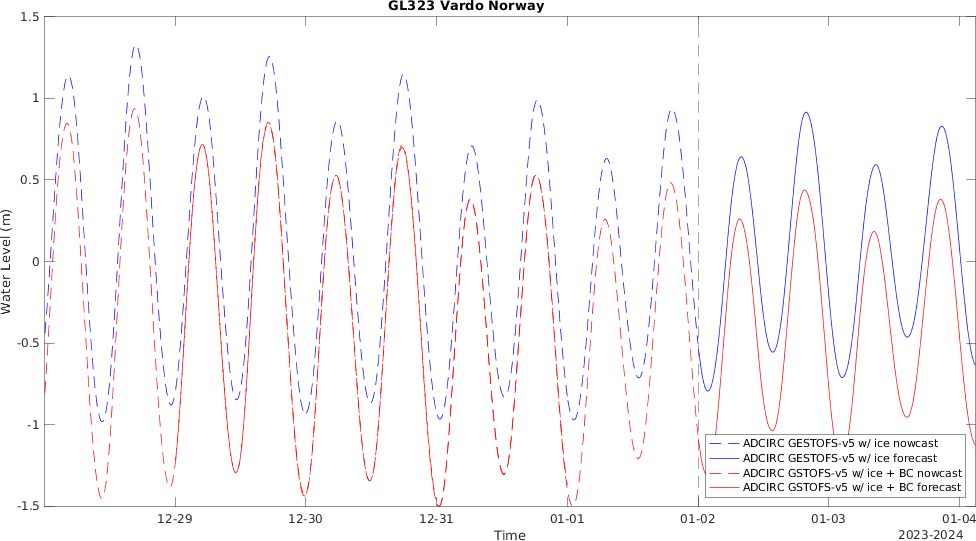 GL323 Vardo Norway
1.5
1
0.5
0
-0.5
-1
-1.5
Water Level (m)
ADCIRC GESTOFS-v5 w/ ice nowcast
ADCIRC GESTOFS-v5 w/ ice forecast
ADCIRC GSTOFS-v5 w/ ice + BC nowcast
ADCIRC GSTOFS-v5 w/ ice + BC forecast
12-29 12-30 12-31 01-01 01-02 01-03 01-04
Time
2023-2024